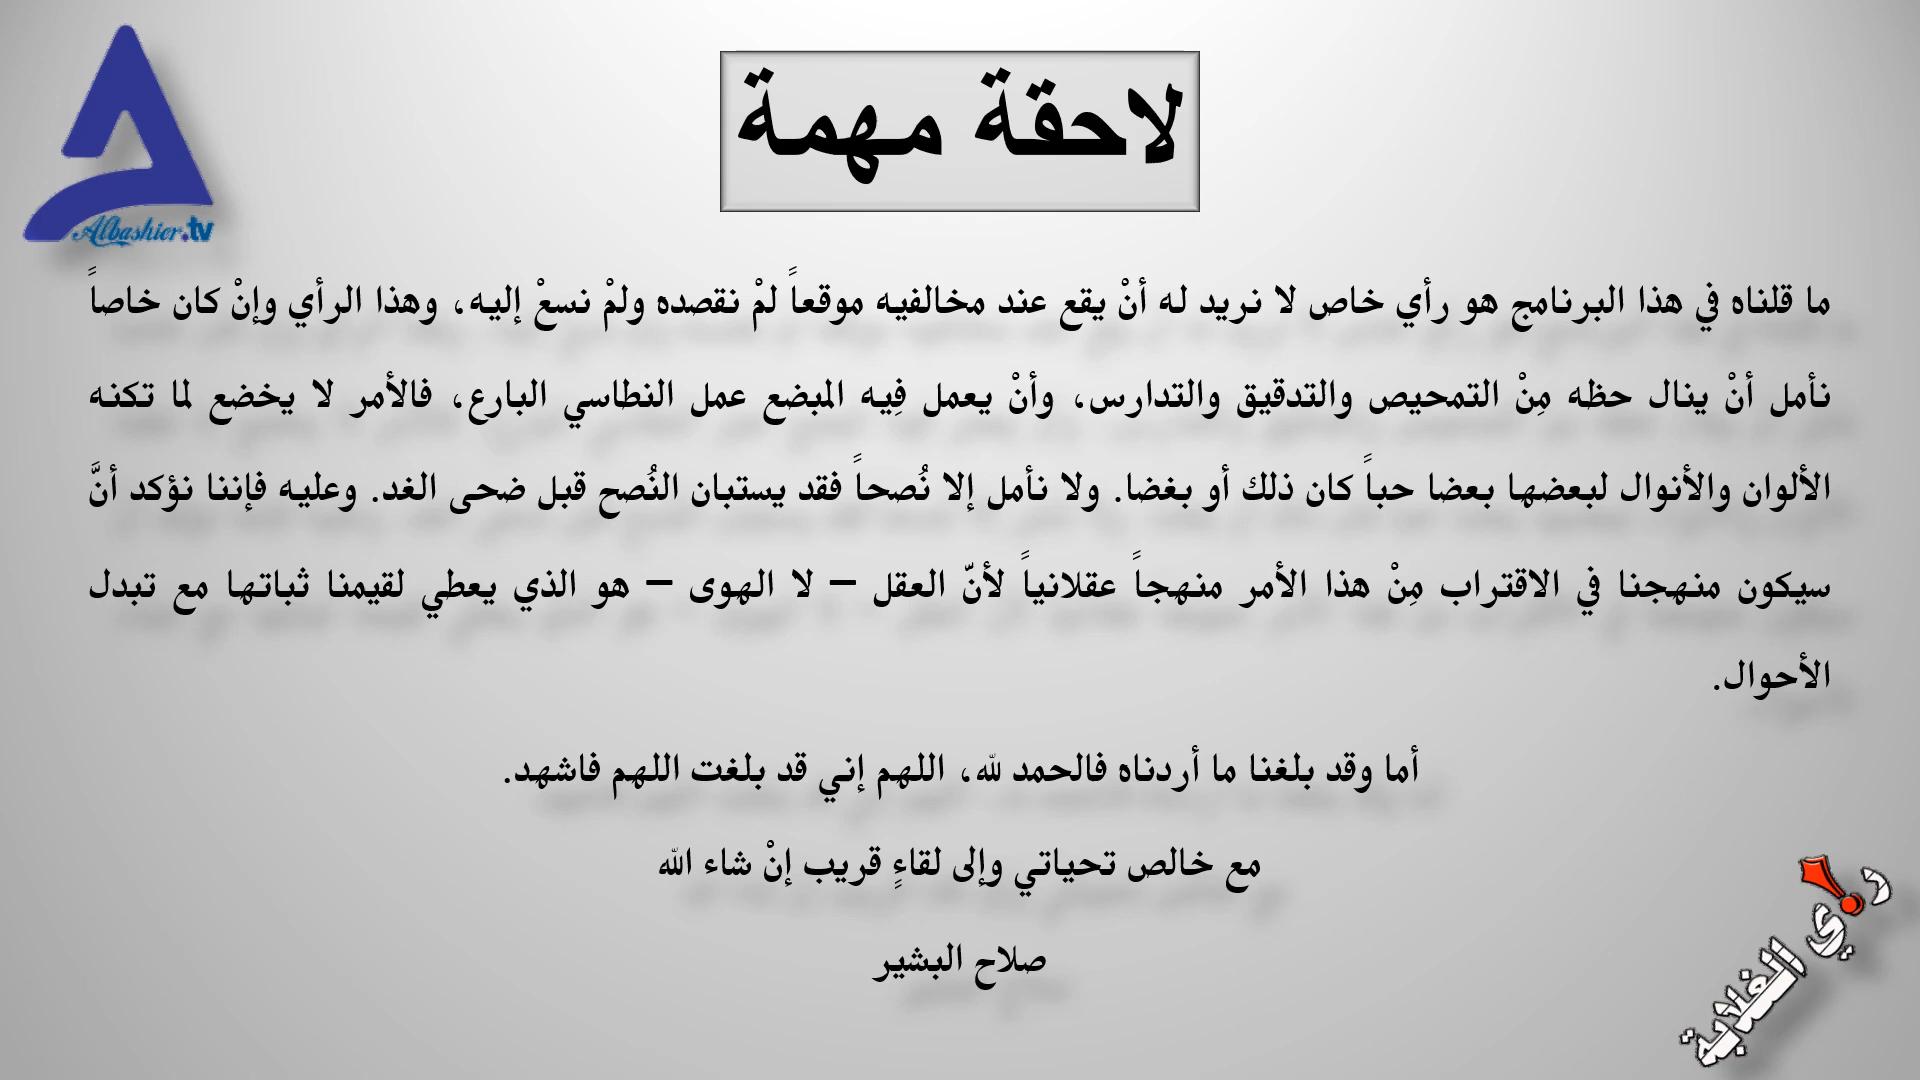 Albashier.tv
لاحقة مهمة
ما قلناه في هذا البرنامج هو رأي خاص لا نريد له أنْ يقع عند مخالفيه موقعاً لمْ نقصده ولمْ نسعْ إليه، وهذا الرأي وإنْ كان خاصاً
نأمل أنْ ينال حظه مِنْ التمحيص والتدقيق والتدارس، وأنْ يعمل فِيه المبضع عمل النطاسي البارع، فالأمر لا يخضع لما تكنه
الألوان والأنوال لبعضها بعضا حباً كان ذلك أو بغضا. ولا نأمل إلا نُصحاً فقد يستبان النُصح قبل ضحى الغد. وعليه فإننا نؤكد أنَّ
سيكون منهجنا في الاقتراب مِنْ هذا الأمر منهجاً عقلانياً لأنّ العقل – لا الهوى – هو الذي يعطي لقيمنا ثباتها مع تبدل
الأحوال.
أما وقد بلغنا ما أردناه فالحمد لله، اللهم إني قد بلغت اللهم فاشهد.
مع خالص تحياتي وإلى لقاءٍ قريب إنْ شاء الله
صلاح البشير
رأي الغلابة